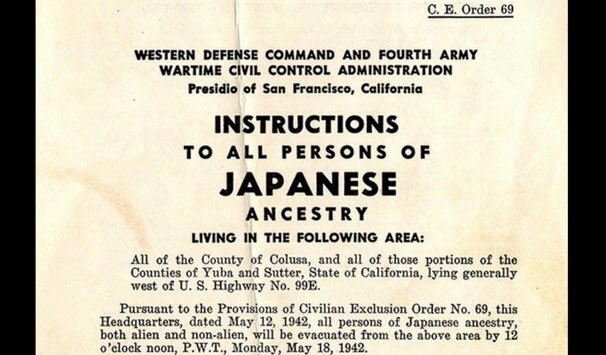 C. E. Order 69
WESTERN DEFENSE COMMAND AND FOURTH ARMY
WARTIME CIVIL CONTROL ADMINISTRATION
Presidio of San Francisco, California
INSTRUCTIONS
TO ALL PERSONS OF
JAPANESE
ANCESTRY
LIVING IN THE FOLLOWING AREA:
All of the County of Colusa, and all of those portions of the
Counties of Yuba and Sutter, State of California, lying generally
west of U. S. Highway No. 99E.
Pursuant to the Provisions of Civilian Exclusion Order No. 69, this
Headquarters, dated May 12, 1942, all persons of Japanese ancestry,
both alien and non-alien, will be evacuated from the above area by 12
o'clock noon, P.W.T., Monday, May 18, 1942.